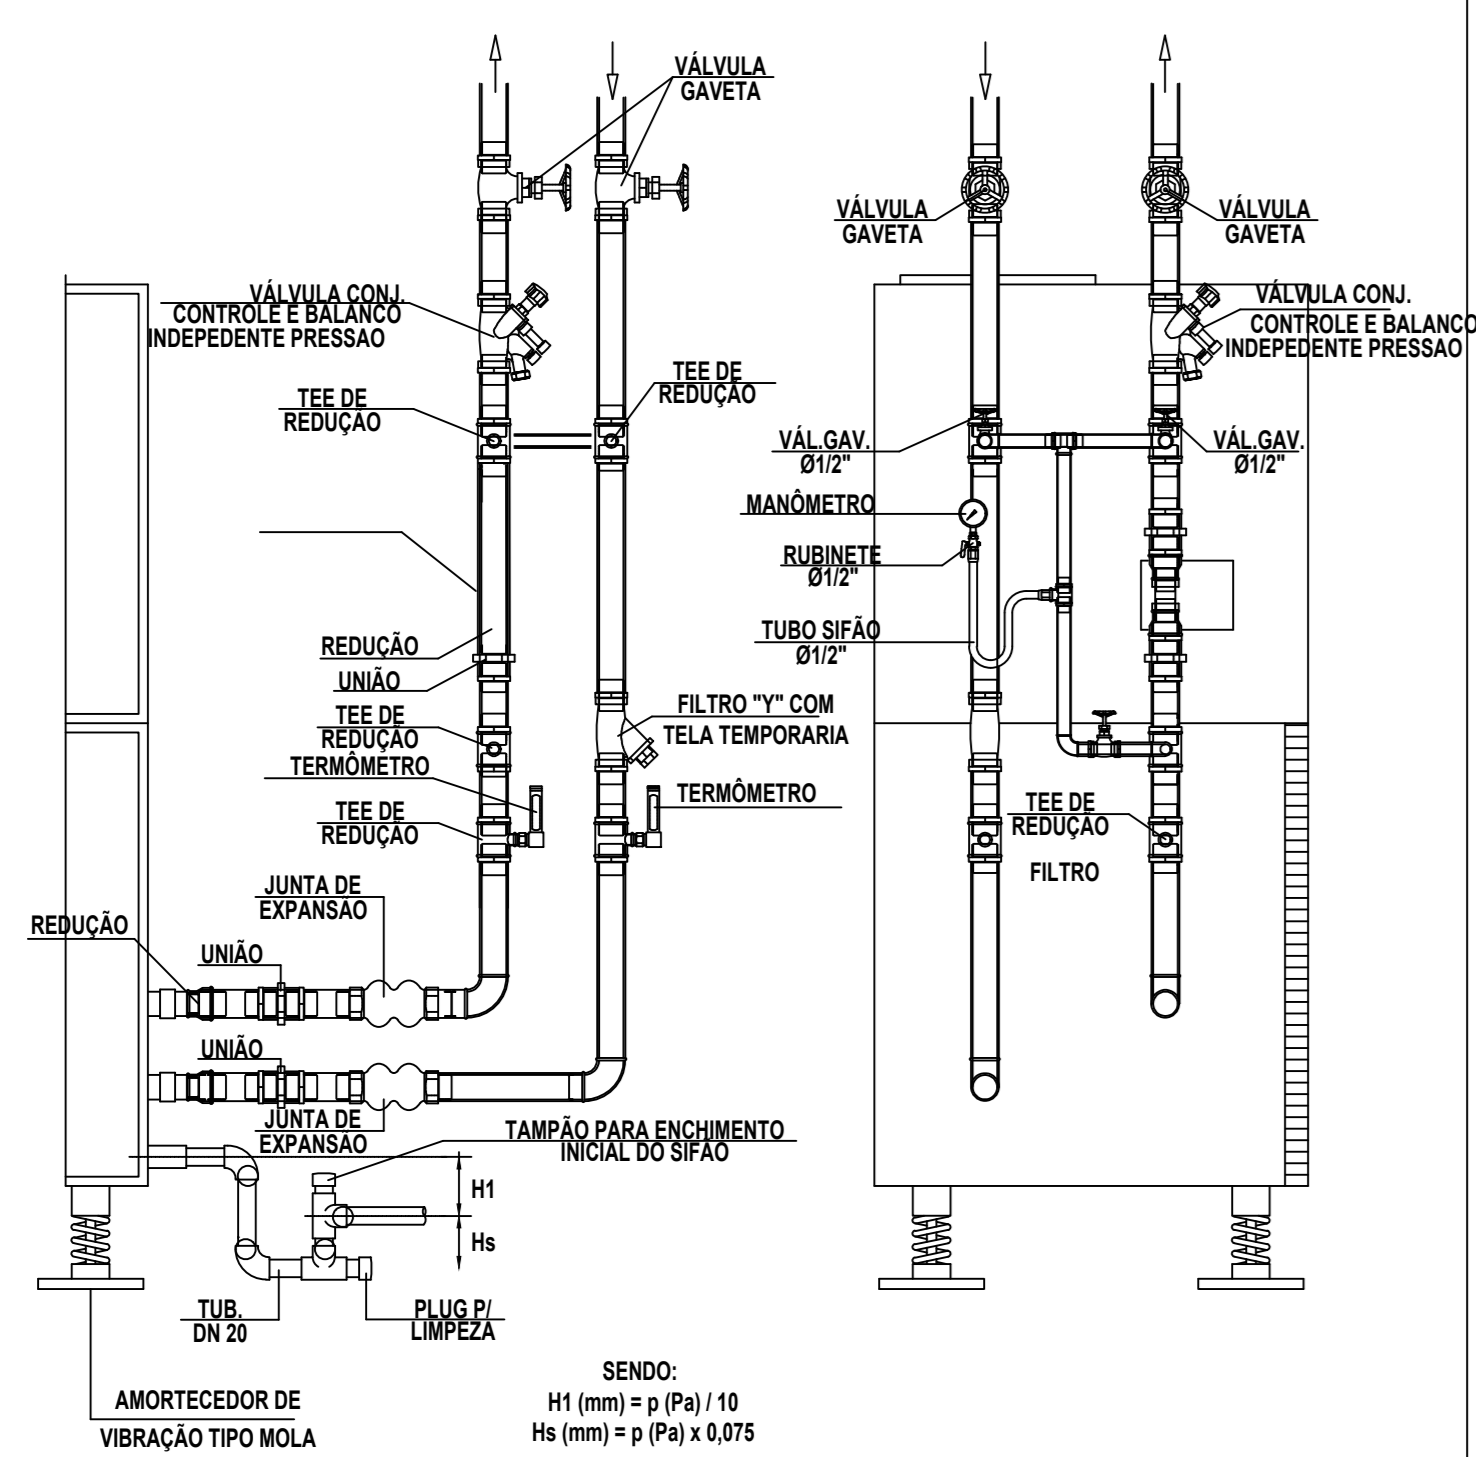 VÁLVULA
GAVETA
VÁLVULA CONJ.
CONTROLE E BALANCO
INDEPEDENTE PRESSAO
TEE DE
REDUÇÃO
TEE DE
REDUÇÃO
REDUÇÃO
UNIÃO
TEE DE
REDUÇÃO
TERMÔMETRO
TEE DE
REDUÇÃO
FILTRO "Y" COM
TELA TEMPORARIA
TERMÔMETRO
JUNTA DE
EXPANSÃO
REDUÇÃO
UNIÃO
UNIÃO
JUNTA DE
EXPANSÃO
TAMPÃO PARA ENCHIMENTO
INICIAL DO SIFÃO
H1
Hs
TUB.
DN 20
PLUG P/
LIMPEZA
AMORTECEDOR DE
VIBRAÇÃO TIPO MOLA
SENDO:
H1 (mm) = p (Pa) / 10
Hs (mm) = p (Pa) x 0,075
VÁLVULA
GAVETA
VÁLVULA
GAVETA
VÁLVULA CONJ.
CONTROLE E BALANCO
INDEPEDENTE PRESSAO
VÁL.GAV.
Ø1/2"
VÁL.GAV.
Ø1/2"
MANÔMETRO
RUBINETE
Ø1/2"
TUBO SIFÃO
Ø1/2"
TEE DE
REDUÇÃO
FILTRO